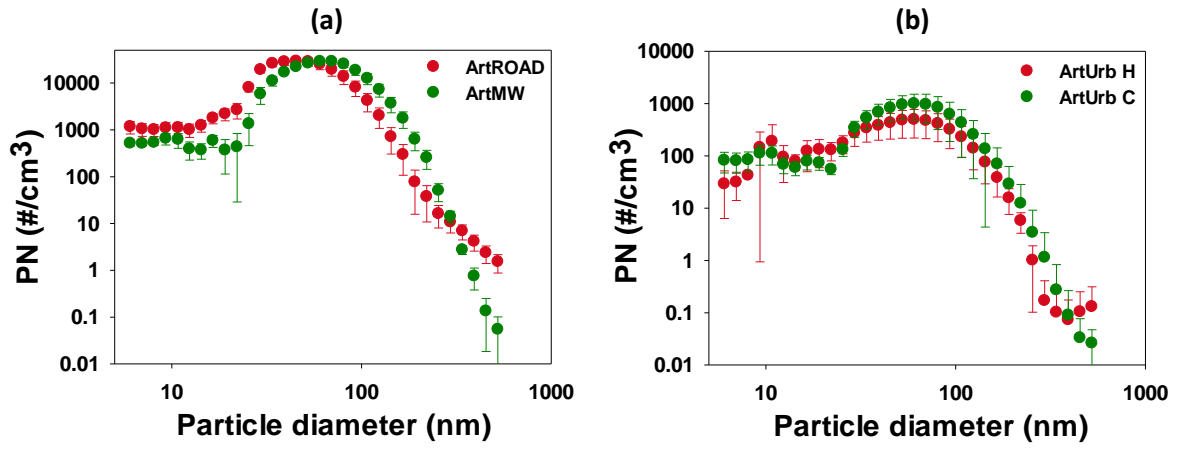 (a)
PN (#/cm3)
10000
1000
100
10
1
0.1
0.01
ArtROAD
ArtMW
10 100 1000
Particle diameter (nm)
(b)
PN (#/cm3)
10000
1000
100
10
1
0.1
0.01
ArtUrb H
ArtUrb C
10 100 1000
Particle diameter (nm)